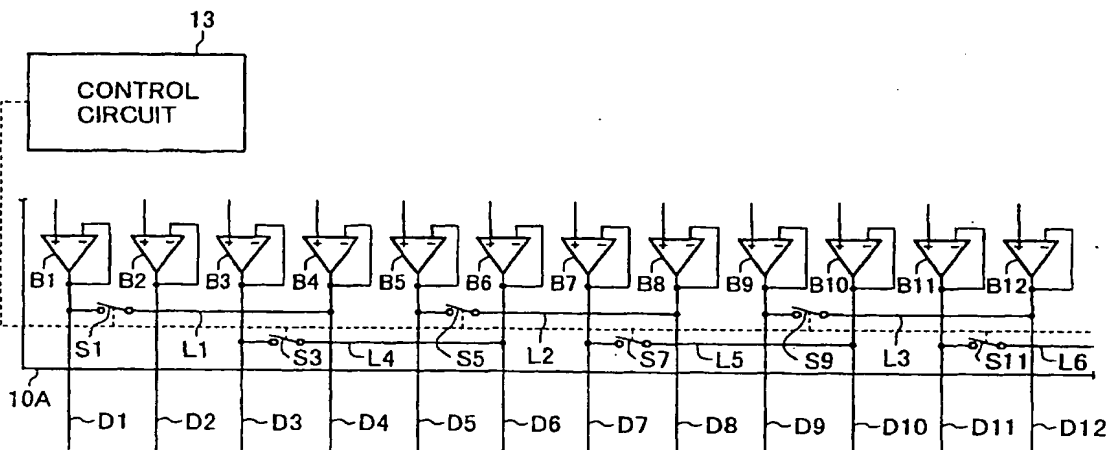 13
CONTROL
CIRCUIT
+ - + - + - + - + - + - + - + - + - + - + - + -
B1 B2 B3 B4 B5 B6 B7 B8 B9 B10 B11 B12
S1 L1 S3 L4 S5 L2 S7 L5 S9 L3 S11 L6
10A
D1 D2 D3 D4 D5 D6 D7 D8 D9 D10 D11 D12